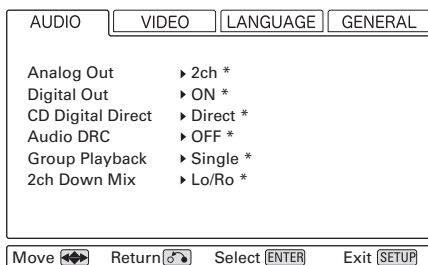 AUDIO VIDEO LANGUAGE GENERAL
Analog Out 2ch *
Digital Out ON *
CD Digital Direct Direct *
Audio DRC OFF *
Group Playback Single *
2ch Down Mix Lo/Ro *
Move Return Select ENTER Exit SETUP